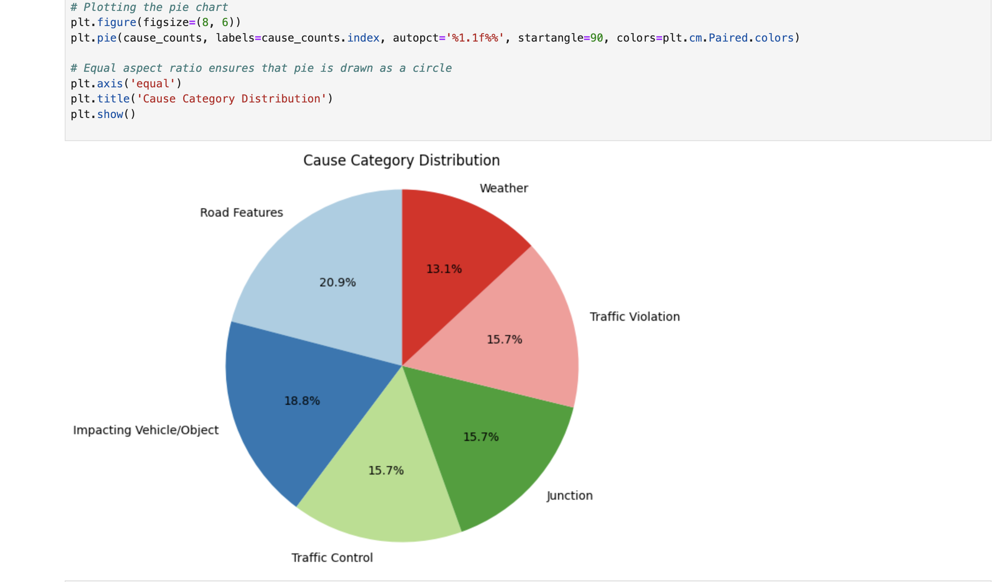 # Plotting the pie chart
plt.figure(figsize=(8, 6))
plt.pie(cause_counts, labels=cause_counts.index, autopct='%1.1f%%', startangle=90, colors=plt.cm.Paired.colors)
# Equal aspect ratio ensures that pie is drawn as a circle
plt.axis('equal')
plt.title('Cause Category Distribution')
plt.show()
Cause Category Distribution
Weather
Road Features
13.1%
20.9%
Traffic Violation
15.7%
18.8%
Impacting Vehicle/Object
15.7%
15.7%
Junction
Traffic Control